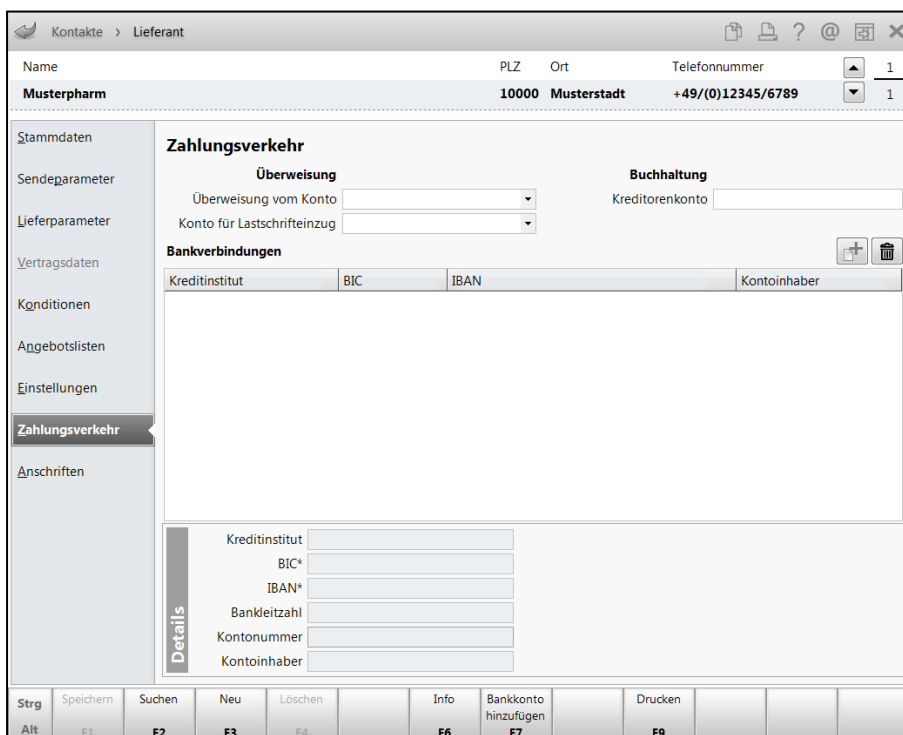 Kontakte > Lieferant
? @
Name PLZ Ort Telefonnummer 1
Musterpharm 10000 Musterstadt +49/(0)12345/6789 1
Stammdaten
Sendeparameter
Lieferparameter
Vertragsdaten
Konditionen
Angebotslisten
Einstellungen
Zahlungsverkehr
Anschriften
Zahlungsverkehr
Überweisung Buchhaltung
Überweisung vom Konto Kreditorenkonto
Konto für Lastschrifteinzug
Bankverbindungen
Kreditinstitut BIC IBAN Kontoinhaber
Details
Kreditinstitut
BIC*
IBAN*
Bankleitzahl
Kontonummer
Kontoinhaber
Strg Speichern Suchen Neu Löschen Info Bankkonto hinzufügen Drucken
Alt F1 F2 F3 F4 F6 F7 F9